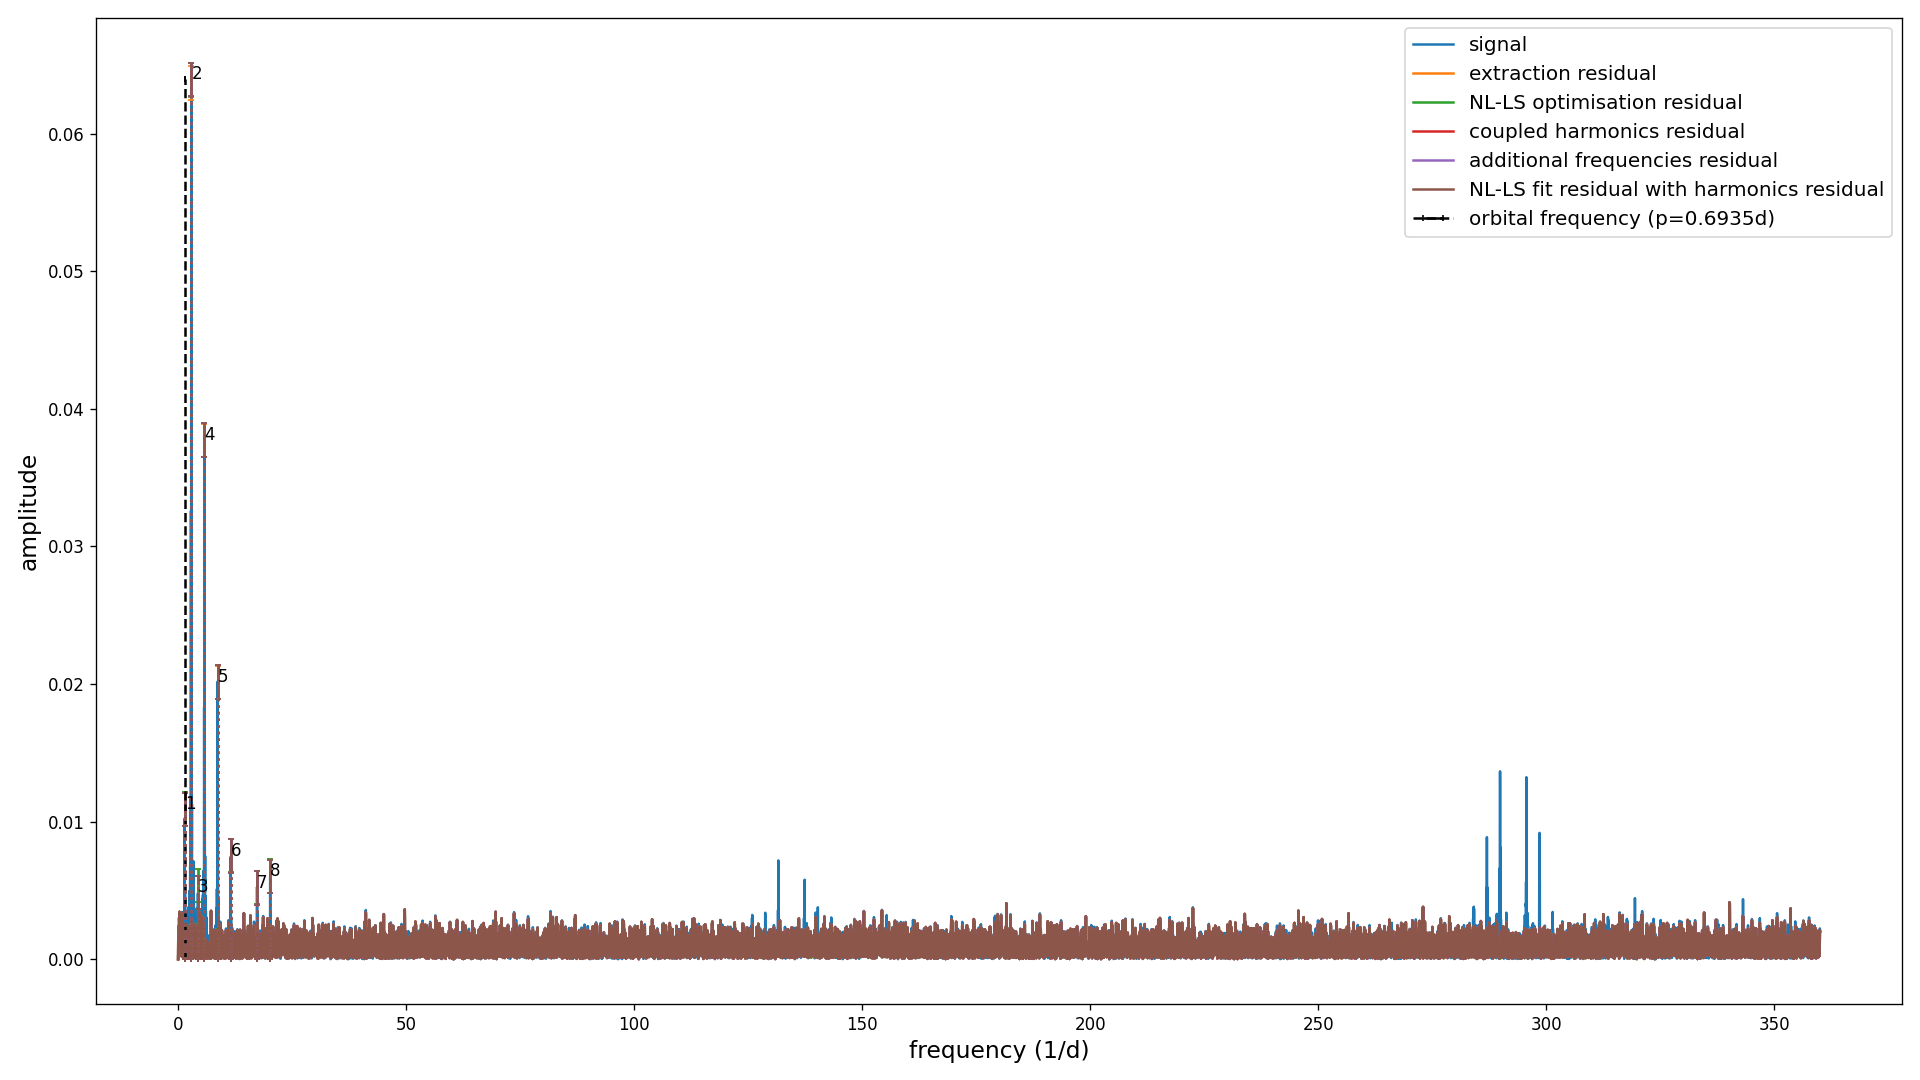 signal
extraction residual
NL-LS optimisation residual
coupled harmonics residual
additional frequencies residual
NL-LS fit residual with harmonics residual
orbital frequency (p=0.6935d)
2
4
5
1
6
3
7
8
0.06
0.05
0.04
0.03
0.02
0.01
0.00
amplitude
0 50 100 150 200 250 300 350
frequency (1/d)